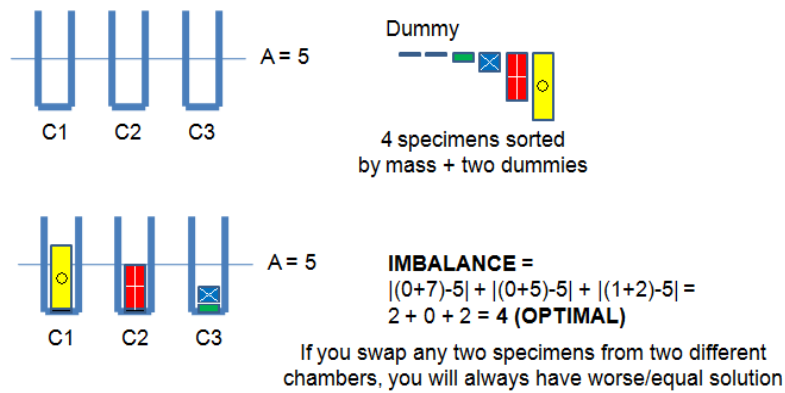 Dummy
A = 5
C1 C2 C3
4 specimens sorted
by mass + two dummies
A = 5
C1 C2 C3
IMBALANCE =
|(0+7)-5| + |(0+5)-5| + |(1+2)-5| =
2 + 0 + 2 = 4 (OPTIMAL)
If you swap any two specimens from two different
chambers, you will always have worse/equal solution